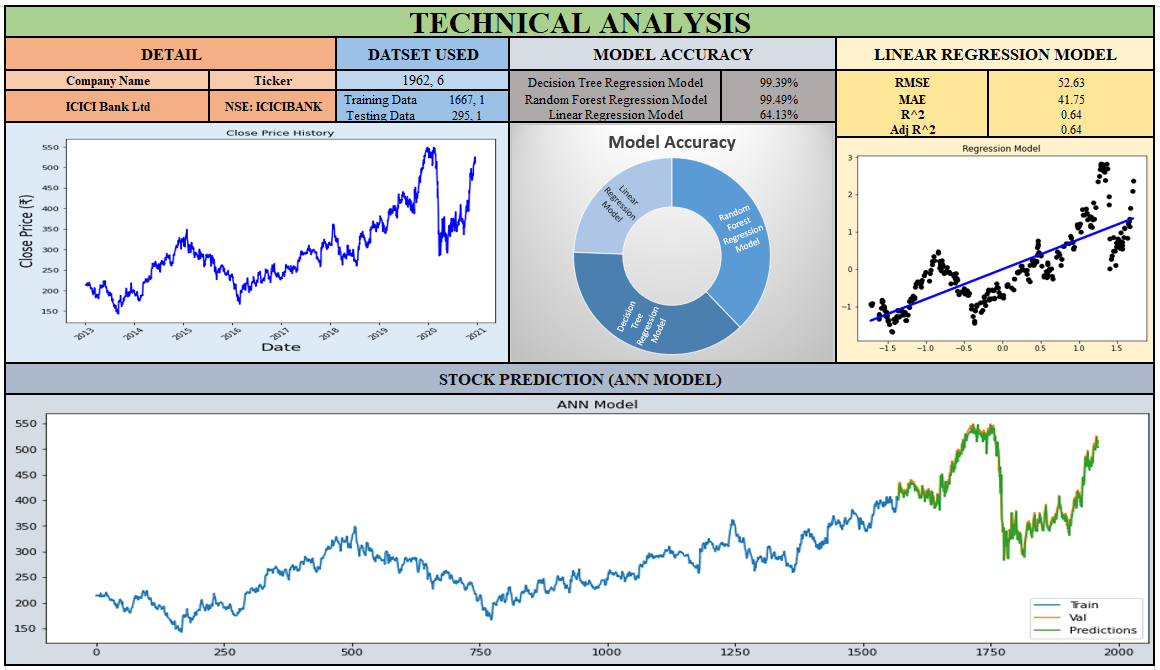 TECHNICAL ANALYSIS
DETAIL
DATSET USED
MODEL ACCURACY
LINEAR REGRESSION MODEL
Company Name
Ticker
1962, 6
ICICI Bank Ltd
NSE: ICICIBANK
Training Data 1667, 1
Testing Data 295, 1
Decision Tree Regression Model 99.39%
Random Forest Regression Model 99.49%
Linear Regression Model 64.13%
RMSE 52.63
MAE 41.75
R^2 0.64
Adj R^2 0.64
Close Price History
Close Price (₹)
550
500
450
400
350
300
250
200
150
2013 2014 2015 2016 2017 2018 2019 2020 2021
Date
Model Accuracy
Linear
Regression
Model
Random
Forest
Regression
Model
Decision
Tree
Regression
Model
Regression Model
3
2
1
0
−1
−1.5 −1.0 −0.5 0.0 0.5 1.0 1.5
STOCK PREDICTION (ANN MODEL)
ANN Model
550
500
450
400
350
300
250
200
150
0 250 500 750 1000 1250 1500 1750 2000
Train
Val
Predictions